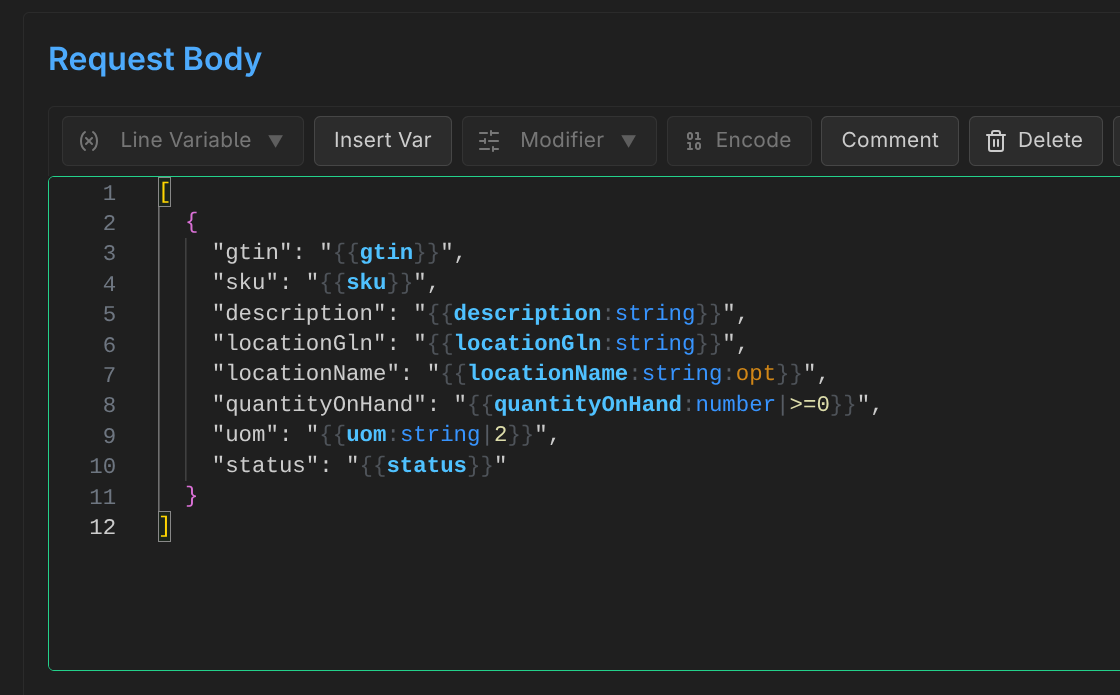 Request Body
(x) Line Variable ▼ Insert Var Modifier ▼ 01 10 Encode Comment Delete
1 [
2   {
3     "gtin": "{{gtin}}",
4     "sku": "{{sku}}",
5     "description": "{{description:string}}",
6     "locationGln": "{{locationGln:string}}",
7     "locationName": "{{locationName:string:opt}}",
8     "quantityOnHand": "{{quantityOnHand:number|>=0}}",
9     "uom": "{{uom:string|2}}",
10     "status": "{{status}}"
11   }
12 ]